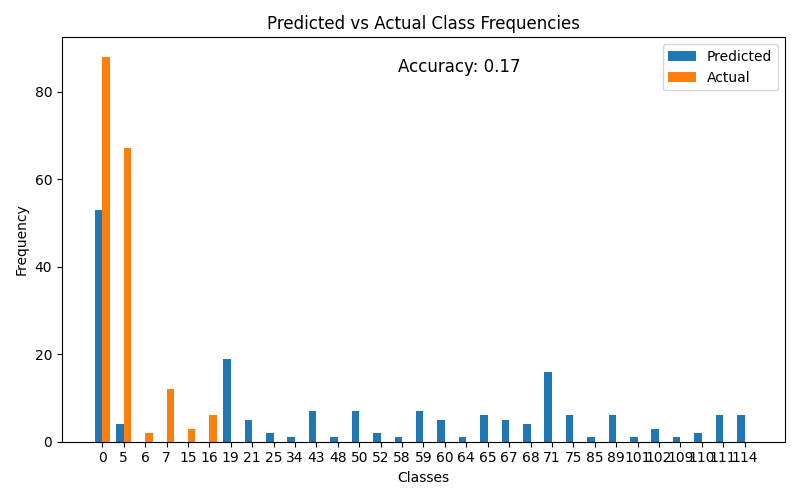 Predicted vs Actual Class Frequencies
Accuracy: 0.17
Predicted
Actual
Frequency
80
60
40
20
0
0 5 6 7 15 16 19 21 25 34 43 48 50 52 58 59 60 64 65 67 68 71 75 85 89 101 102 109 110 111 114
Classes